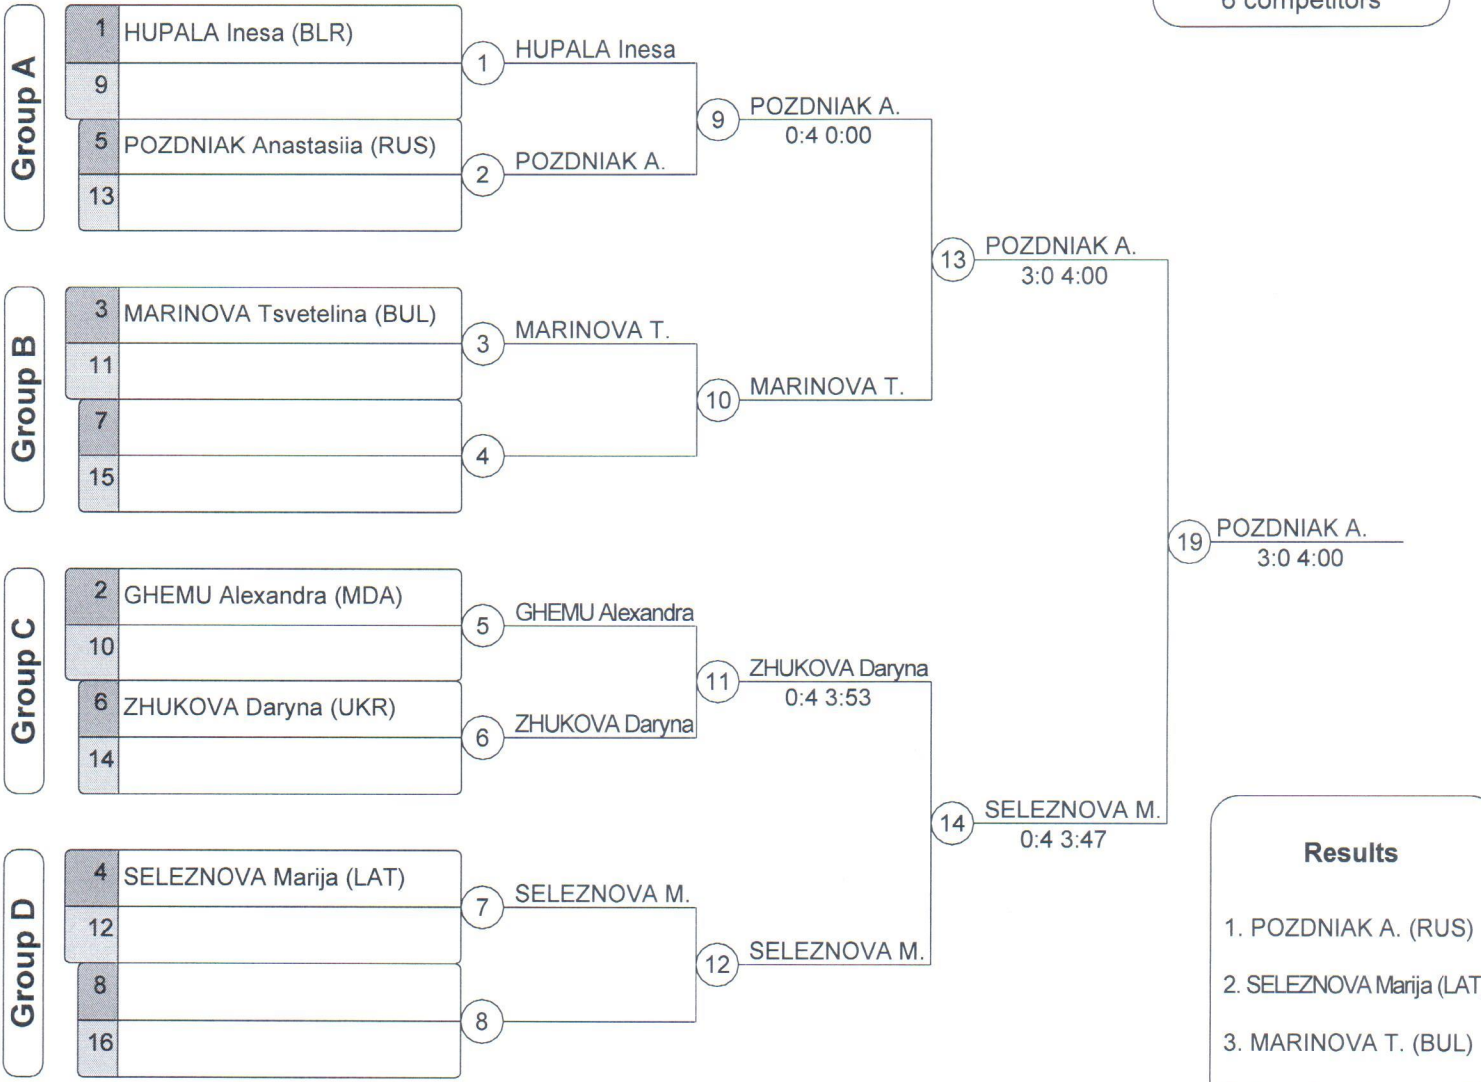 6 competitors
Group A
1 HUPALA Inesa (BLR)
9
5 POZDNIAK Anastasiia (RUS)
13
1 HUPALA Inesa
2 POZDNIAK A.
9 POZDNIAK A.
0:4 0:00
Group B
3 MARINOVA Tsvetelina (BUL)
11
7
15
3 MARINOVA T.
4
10 MARINOVA T.
13 POZDNIAK A.
3:0 4:00
Group C
2 GHEMU Alexandra (MDA)
10
6 ZHUKOVA Daryna (UKR)
14
5 GHEMU Alexandra
6 ZHUKOVA Daryna
11 ZHUKOVA Daryna
0:4 3:53
Group D
4 SELEZNOVA Marija (LAT)
12
8
16
7 SELEZNOVA M.
8
12 SELEZNOVA M.
14 SELEZNOVA M.
0:4 3:47
19 POZDNIAK A.
3:0 4:00
Results
1. POZDNIAK A. (RUS)
2. SELEZNOVA Marija (LAT
3. MARINOVA T. (BUL)